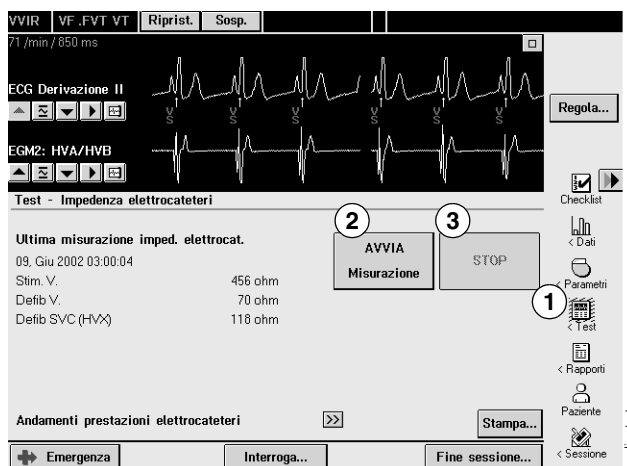 VVIR VF .FVT VT Riprist. Sosp.
71 /min / 850 ms
ECG Derivazione II
V
S
V
S
V
S
V
S
V
S
V
S
Regola...
EGM2: HVA/HVB
Checklist
Test - Impedenza elettrocateteri
< Dati
Ultima misurazione imped. elettrocat.
09, Giu 2002 03:00:04
Stim. V. 456 ohm
Defib V. 70 ohm
Defib SVC (HVX) 118 ohm
2
AVVIA
Misurazione
3
STOP
< Parametri
1
< Test
< Rapporti
Paziente
Andamenti prestazioni elettrocateteri >>
Stampa...
< Sessione
Emergenza Interroga... Fine sessione...